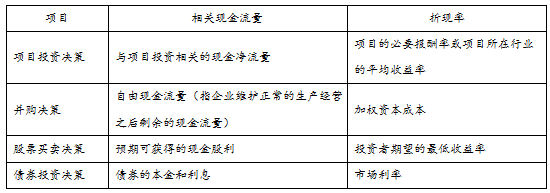 项目 相关现金流量 折现率
项目投资决策 与项目投资相关的现金净流量 项目的必要报酬率或项目所在行业
的平均收益率
并购决策 自由现金流量（指企业维护正常的生产经营
之后剩余的现金流量） 加权资本成本
股票买卖决策 预期可获得的现金股利 投资者期望的最低收益率
债券投资决策 债券的本金和利息 市场利率